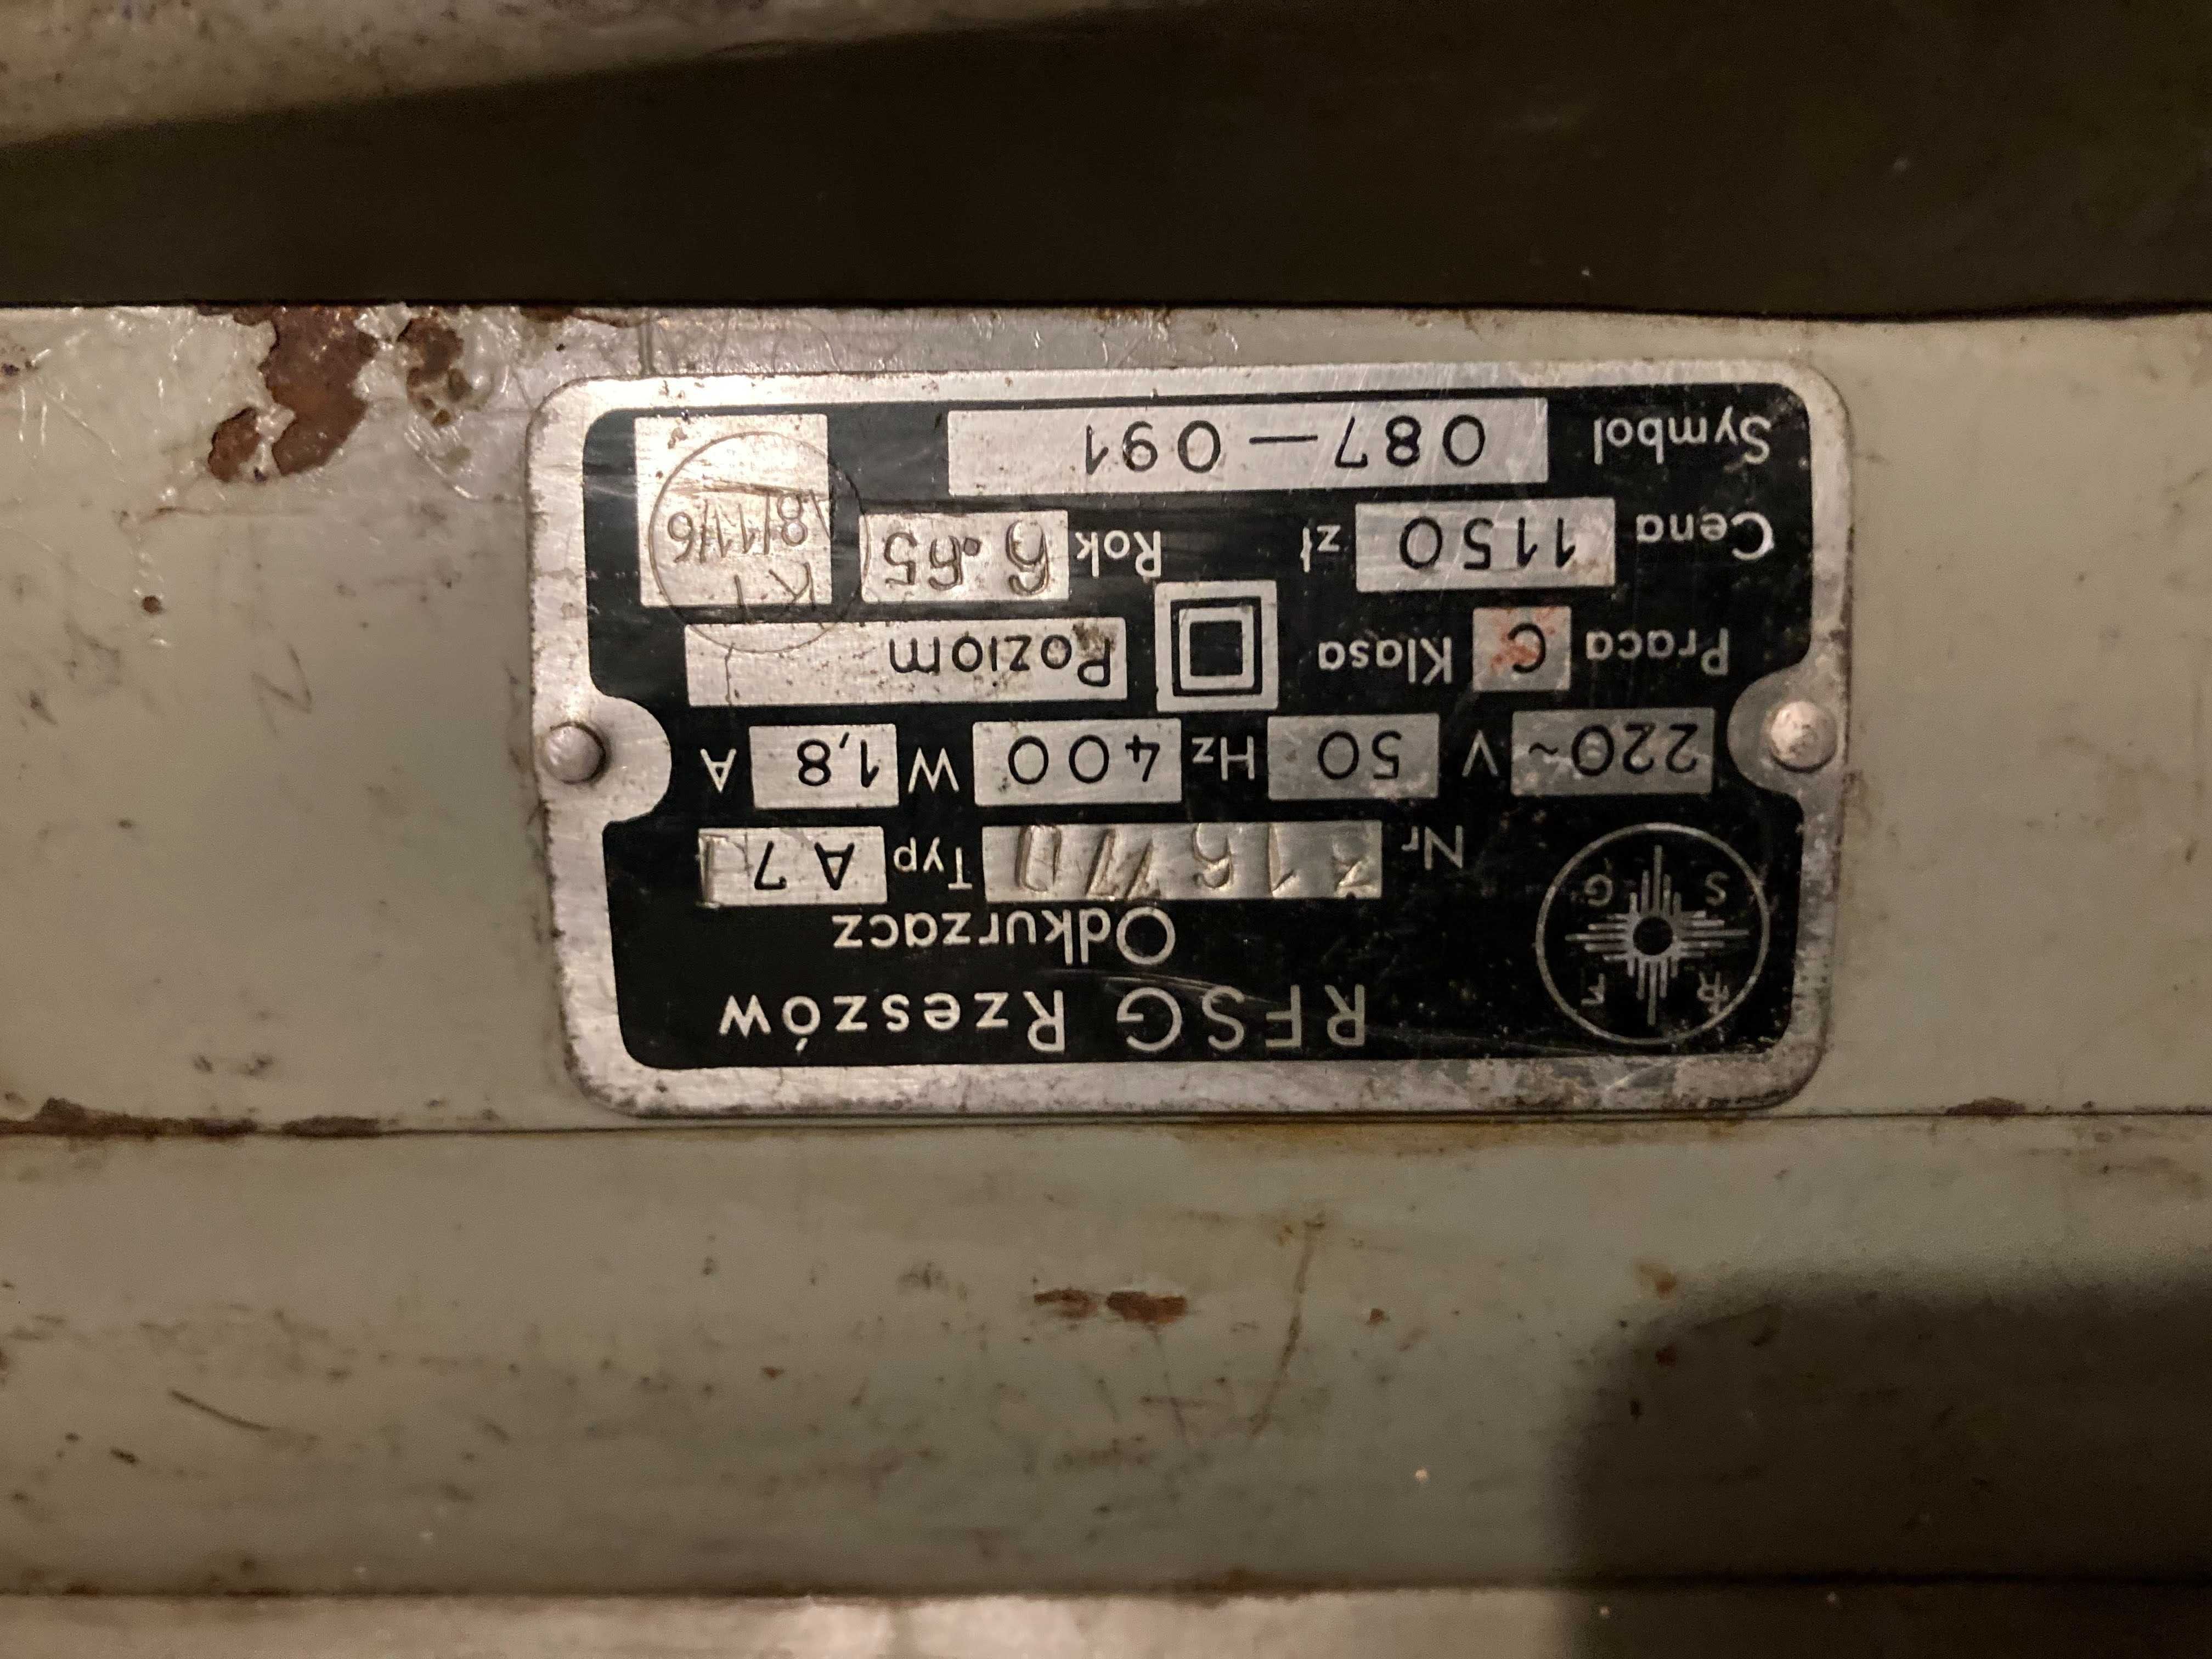 RFSG Rzeszów
R F S G
Odkurzacz
Nr Typ A 7
220~ V 50 Hz 400 W 1,8 A
Praca C Klasa Poziom
Cena 1150 zł Rok 6.65
Symbol 087—091